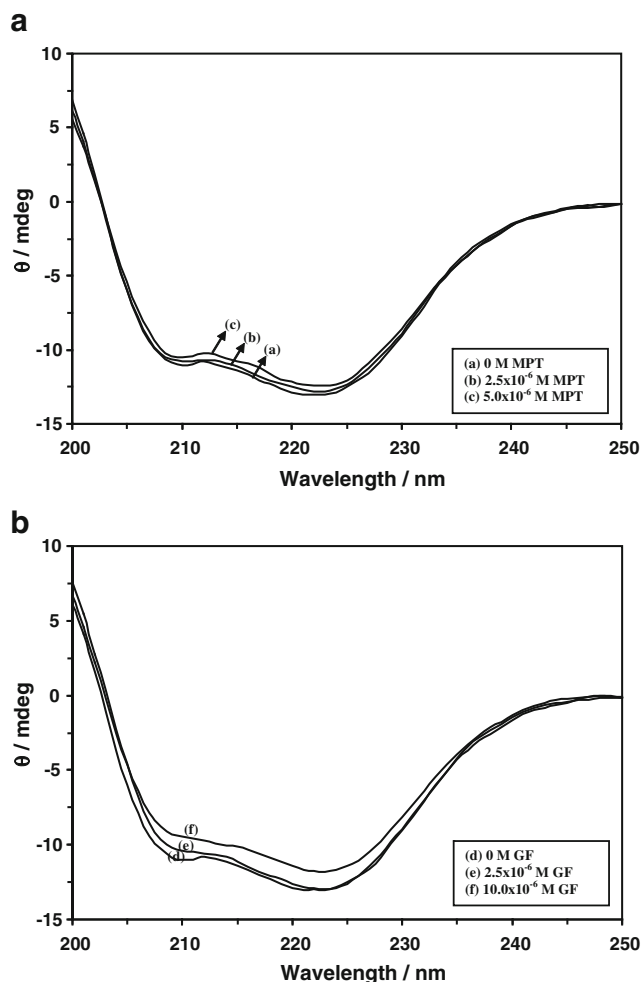 a
10
5
0
-5
-10
-15
θ / mdeg
(c)
(b)
(a)
(a) 0 M MPT
(b) 2.5x10⁻⁶ M MPT
(c) 5.0x10⁻⁶ M MPT
200 210 220 230 240 250
Wavelength / nm
b
10
5
0
-5
-10
-15
θ / mdeg
(f)
(e)
(d)
(d) 0 M GF
(e) 2.5x10⁻⁶ M GF
(f) 10.0x10⁻⁶ M GF
200 210 220 230 240 250
Wavelength / nm